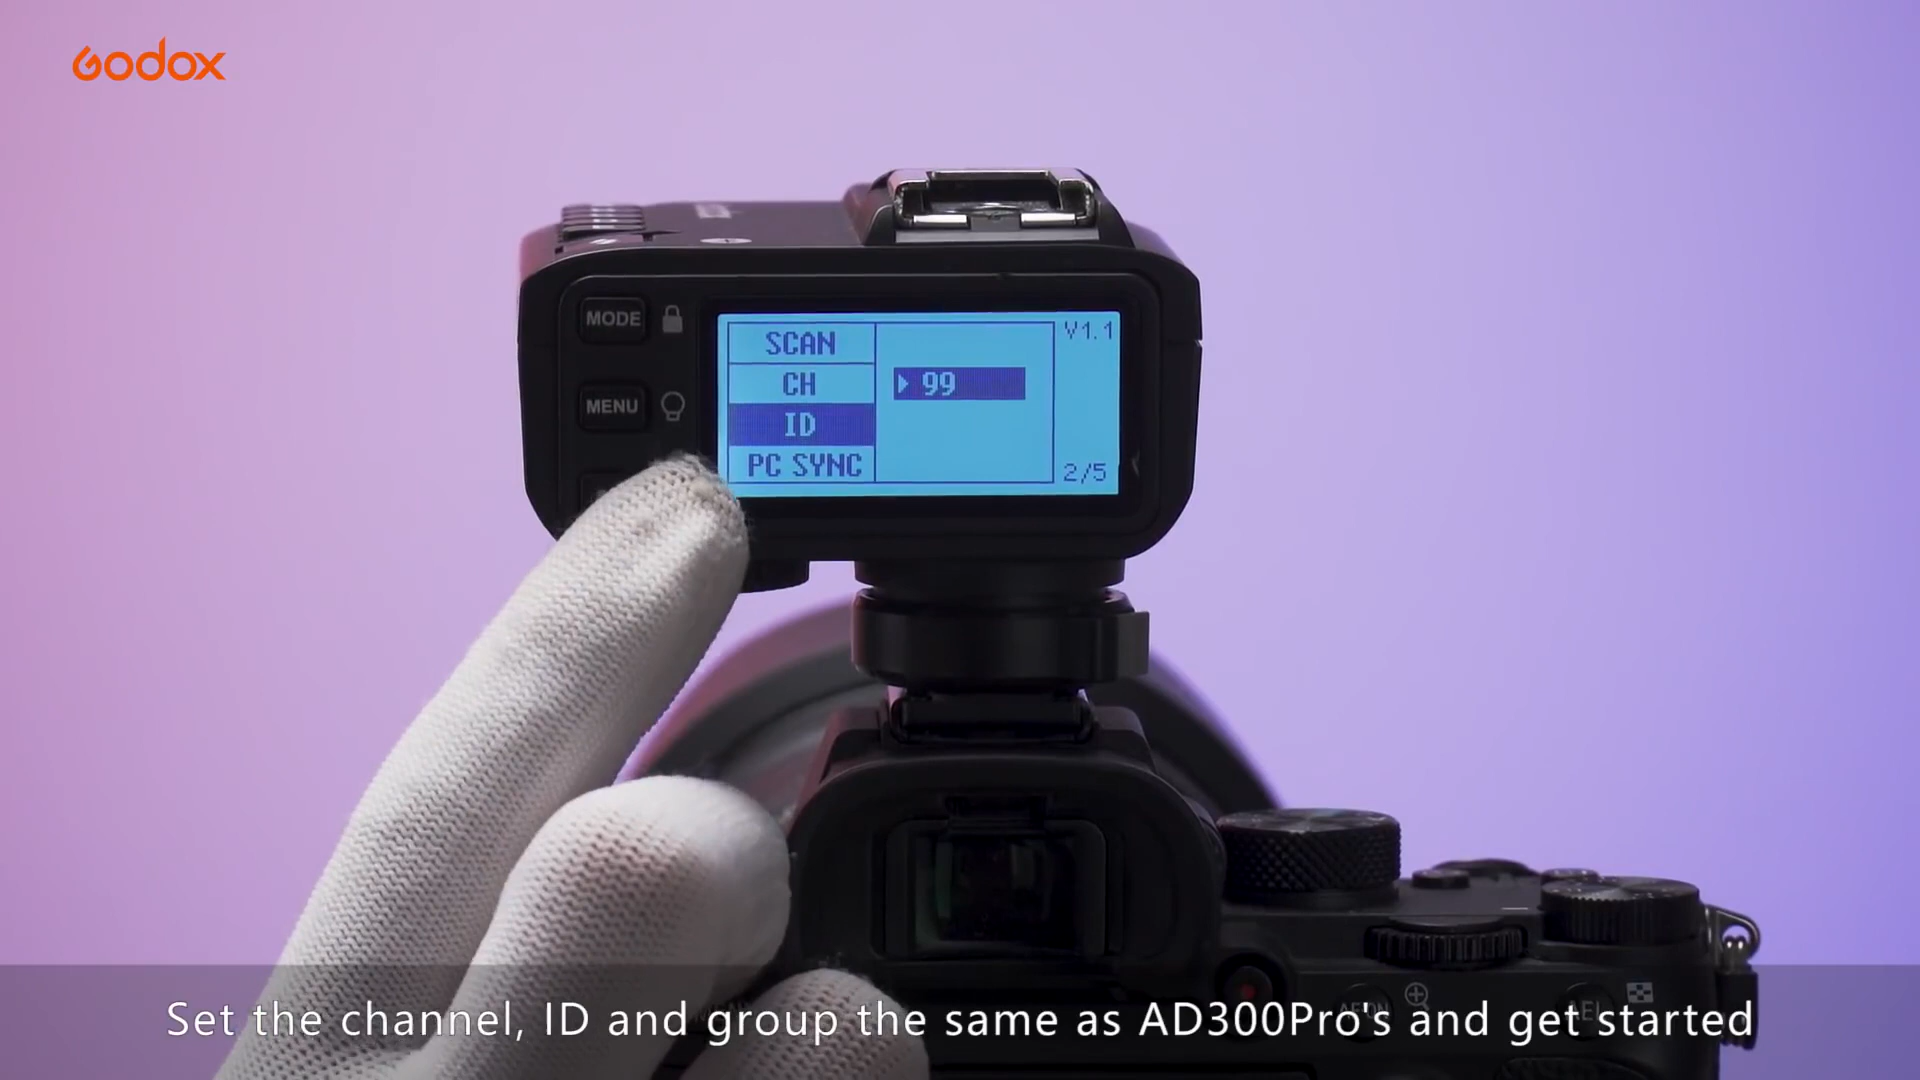 Godox
MODE
MENU
SCAN
CH
ID
PC SYNC
99
V1.1
2/5
AEL
Set the channel, ID and group the same as AD300Pro's and get started